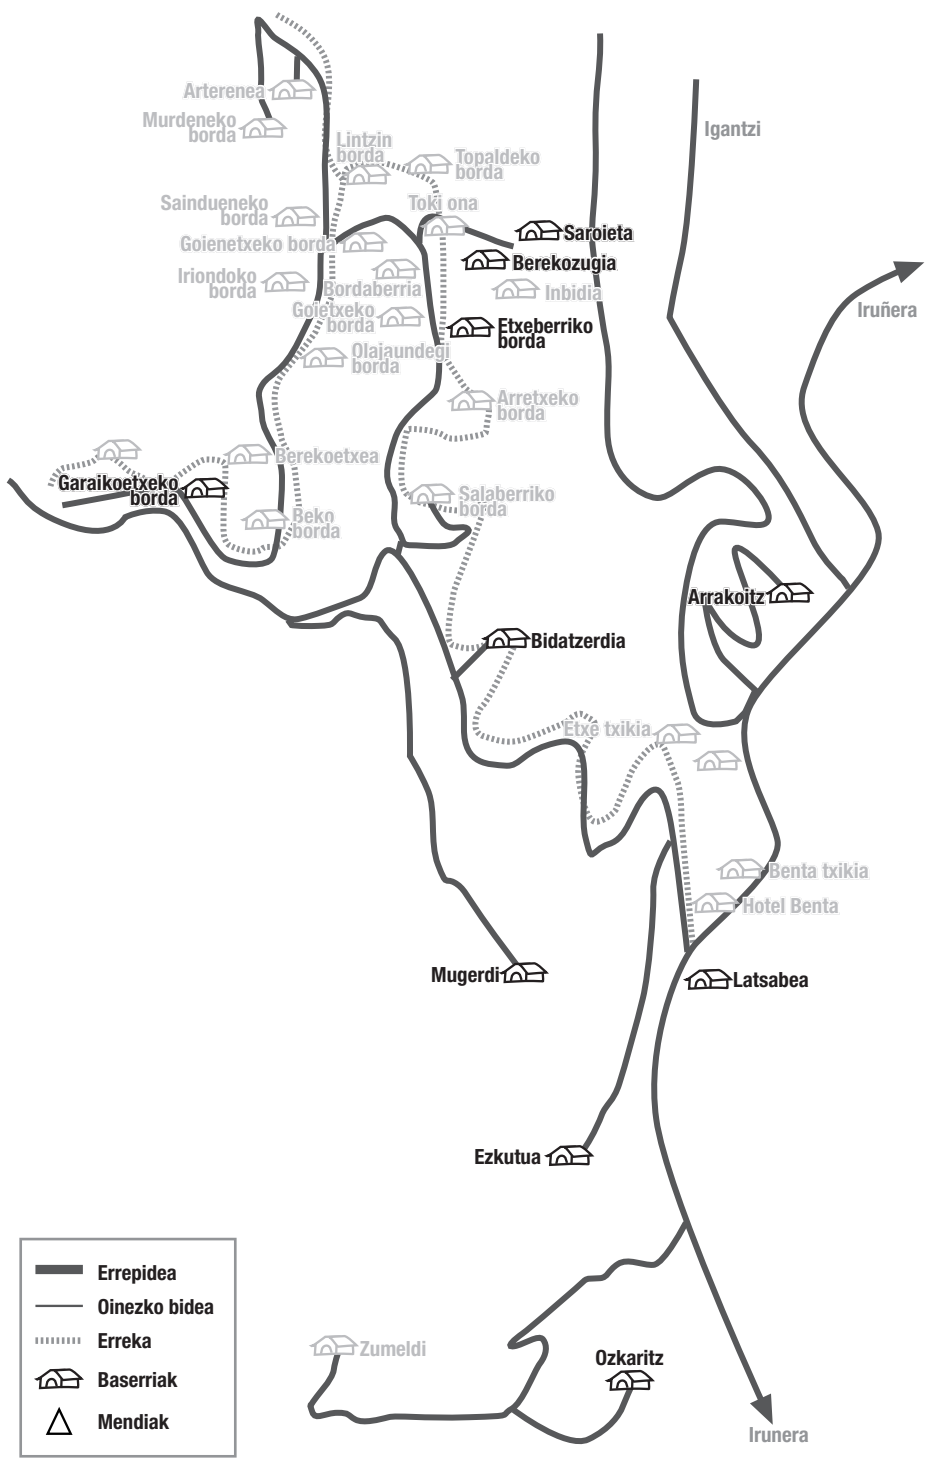 Arterenea
Murdeneko
borda
Igantzi
Lintzin
borda
Topaldeko
borda
Saindueneko
borda
Toki ona
Saroieta
Goienetxeko borda
Berekozugia
Iriondoko
borda
Bordaberria
Inbidia
Iruñera
Goietxeko
borda
Etxeberriko
borda
Olajaundegi
borda
Arretxeko
borda
Berekoetxea
Garaikoetxeko
borda
Salaberriko
borda
Beko
borda
Arrakoitz
Bidatzerdia
Etxe txikia
Benta txikia
Hotel Benta
Mugerdi
Latsabea
Ezkutua
Errepidea
Oinezko bidea
Erreka
Baserriak
Mendiak
Zumeldi
Ozkaritz
Irunera